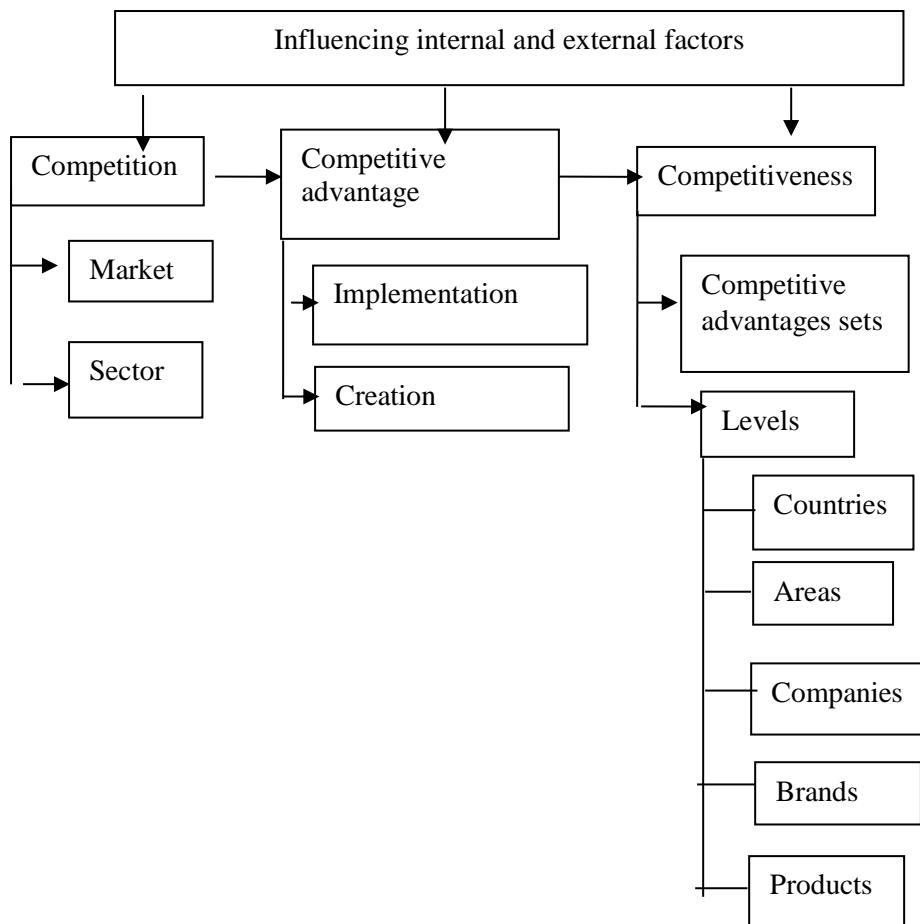 Influencing internal and external factors
Competition
Competitive
advantage
Competitiveness
Market
Implementation
Competitive
advantages sets
Sector
Creation
Levels
Countries
Areas
Companies
Brands
Products